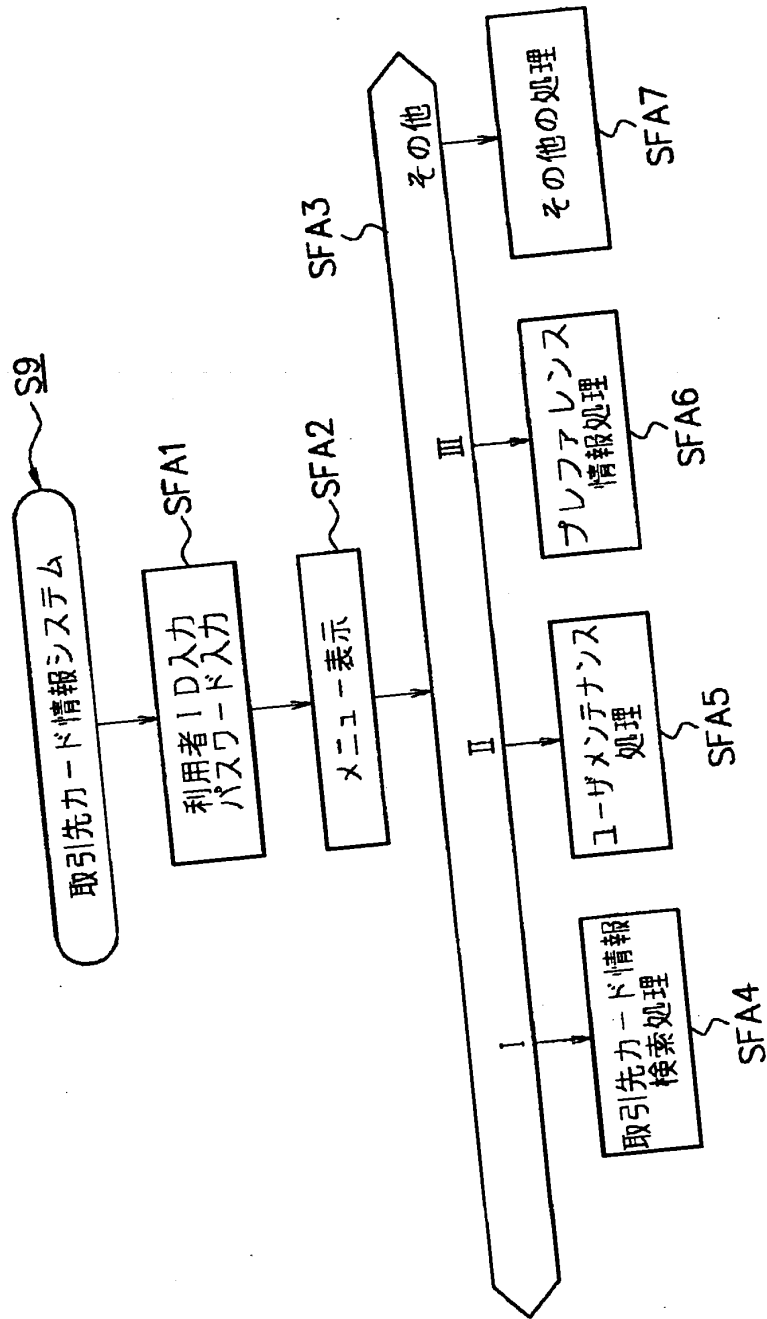 S9
取引先カード情報システム
SFA1
利用者ID入力
パスワード入力
SFA2
メニュー表示
SFA3
I
II
III
その他
取引先カード情報
検索処理
SFA4
ユーザメンテナンス
処理
SFA5
プレファレンス
情報処理
SFA6
その他の処理
SFA7